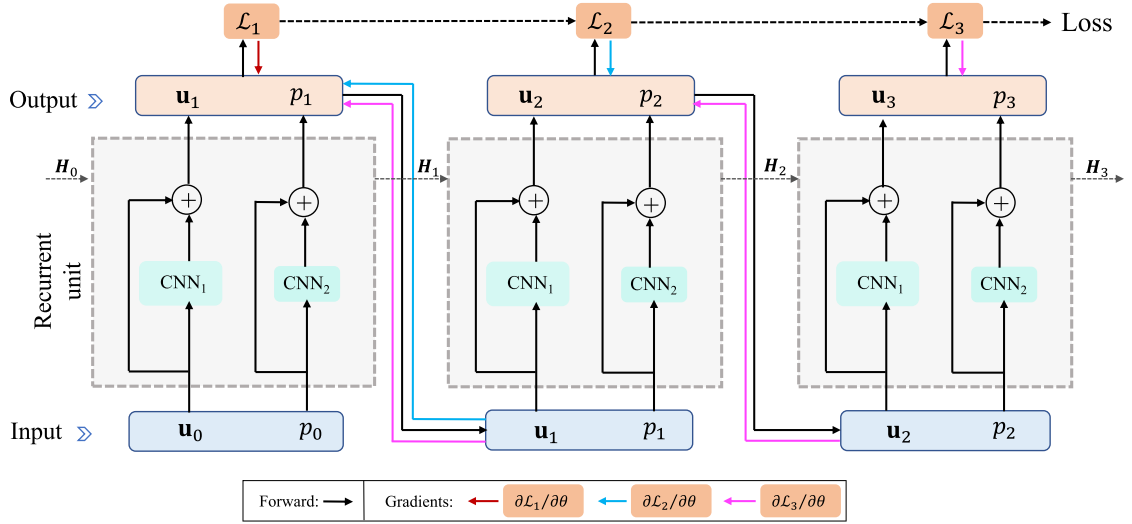 ℒ₁ ℒ₂ ℒ₃ Loss
Output u₁ p₁ u₂ p₂ u₃ p₃
H₀ H₁ H₂ H₃
+ + + + + +
Recurrent
unit
CNN₁ CNN₂ CNN₁ CNN₂ CNN₁ CNN₂
Input u₀ p₀ u₁ p₁ u₂ p₂
Forward: Gradients: ∂ℒ₁/∂θ ∂ℒ₂/∂θ ∂ℒ₃/∂θ